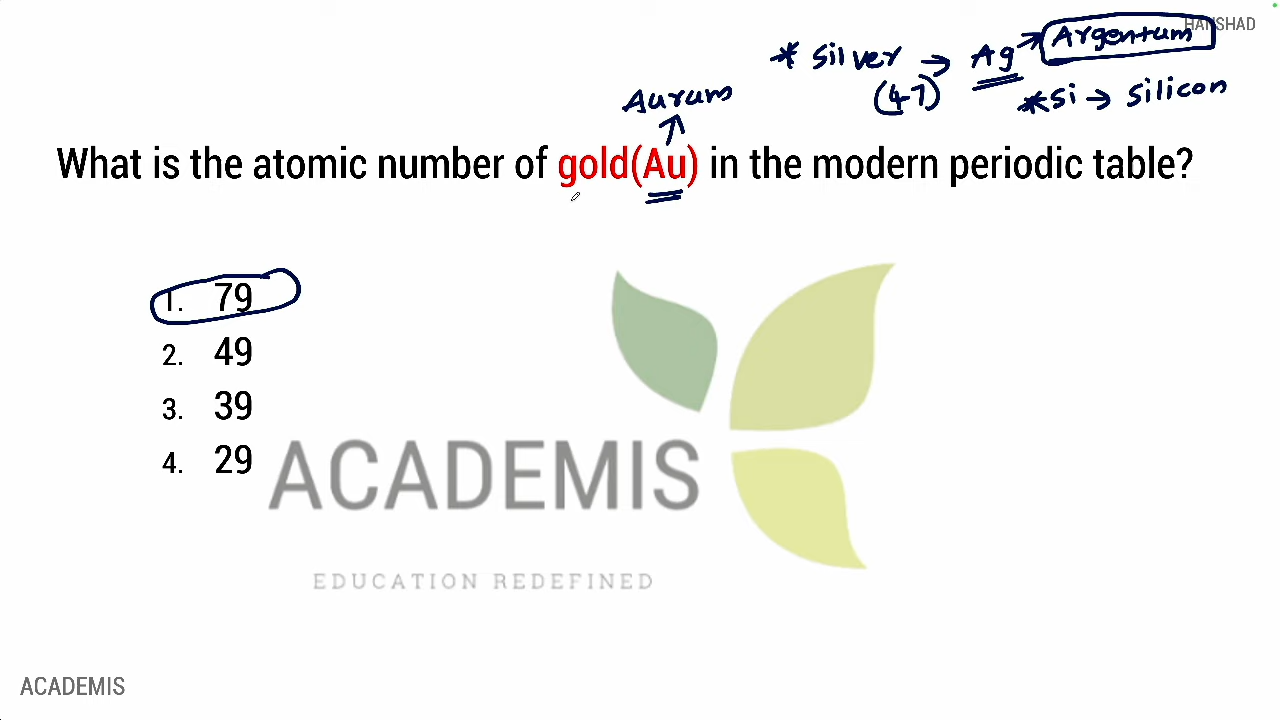 HANSHAD
* Silver → Ag → Argentum
(47)
* Si → Silicon
Aurum
What is the atomic number of gold(Au) in the modern periodic table?
1. 79
2. 49
3. 39
4. 29
ACADEMIS
EDUCATION REDEFINED
ACADEMIS